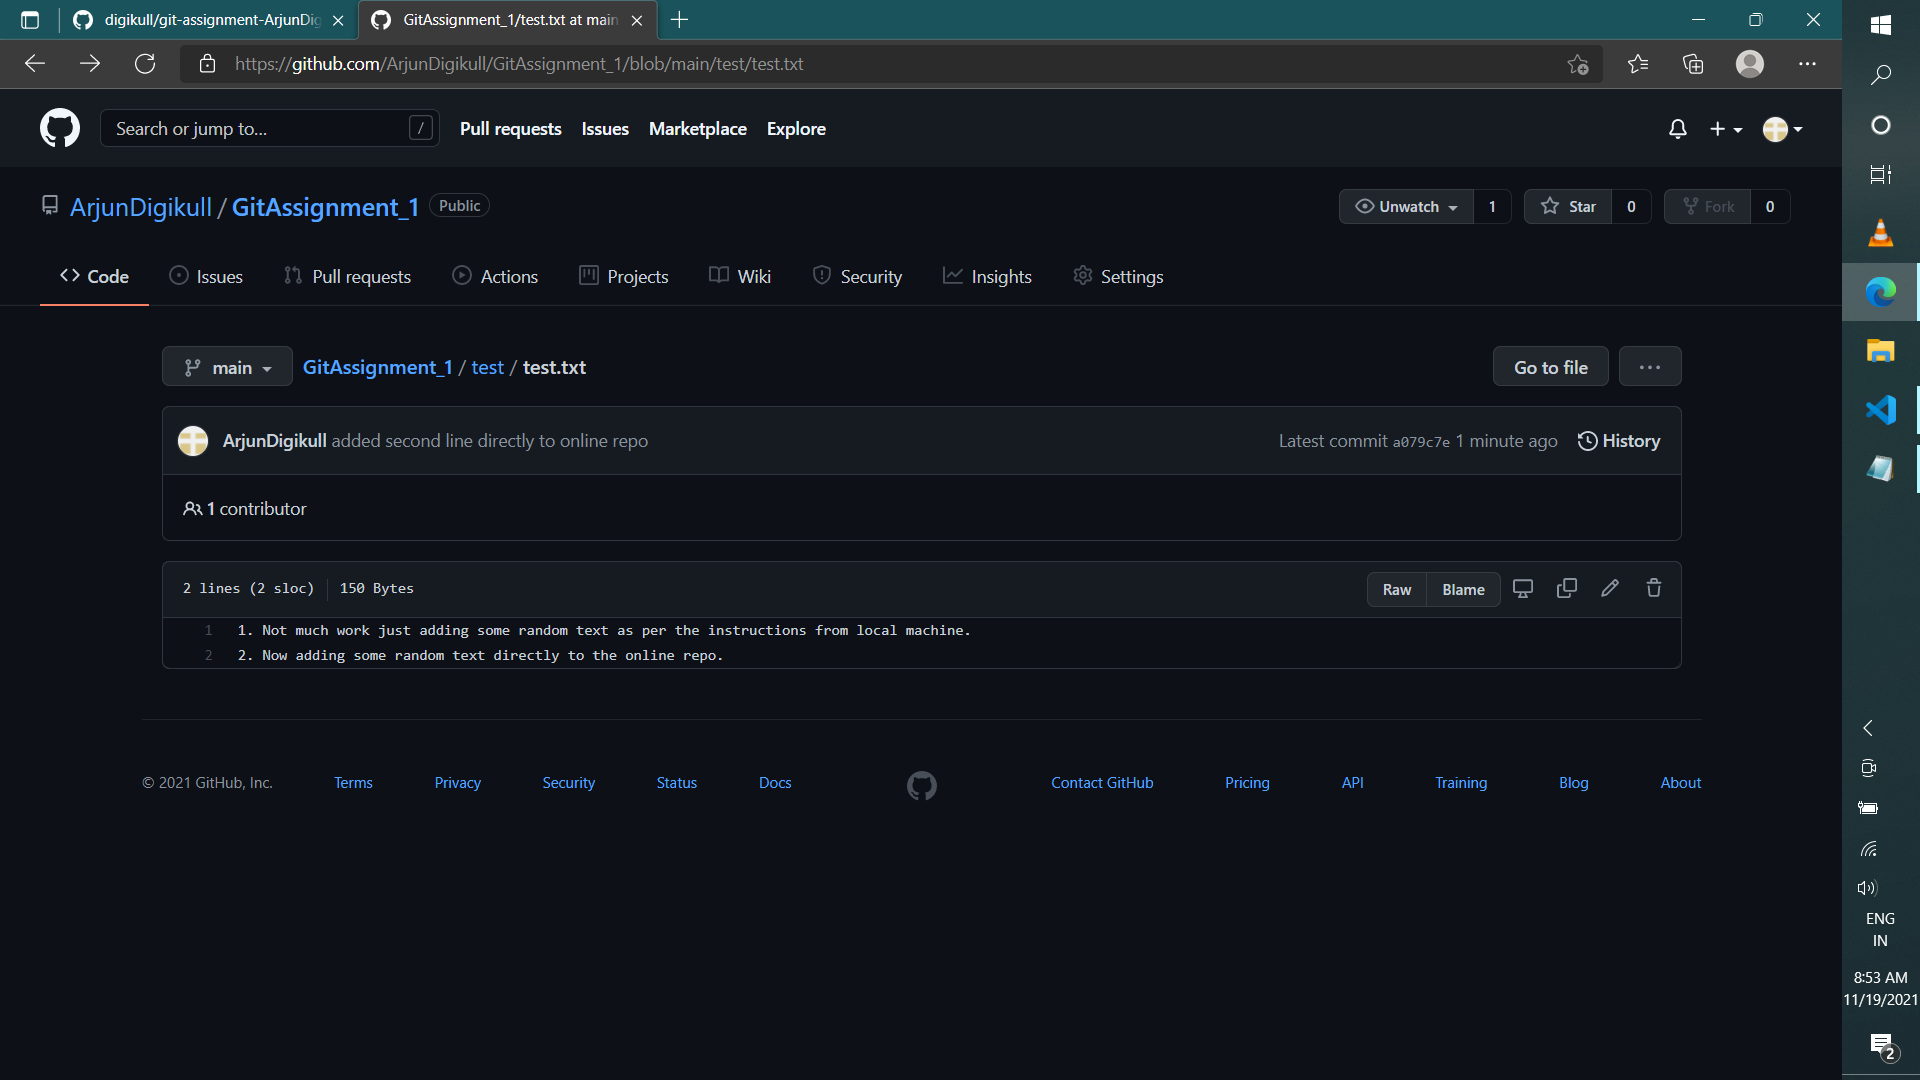 digikull/git-assignment-ArjunDig
GitAssignment_1/test.txt at main
https://github.com/ArjunDigikull/GitAssignment_1/blob/main/test/test.txt
Search or jump to... /
Pull requests Issues Marketplace Explore
ArjunDigikull / GitAssignment_1 Public
Unwatch 1 Star 0 Fork 0
Code Issues Pull requests Actions Projects Wiki Security Insights Settings
main GitAssignment_1 / test / test.txt Go to file
ArjunDigikull added second line directly to online repo Latest commit a079c7e 1 minute ago History
1 contributor
2 lines (2 sloc) 150 Bytes Raw Blame
1 1. Not much work just adding some random text as per the instructions from local machine.
2 2. Now adding some random text directly to the online repo.
© 2021 GitHub, Inc. Terms Privacy Security Status Docs Contact GitHub Pricing API Training Blog About
ENG
IN
8:53 AM
11/19/2021
2